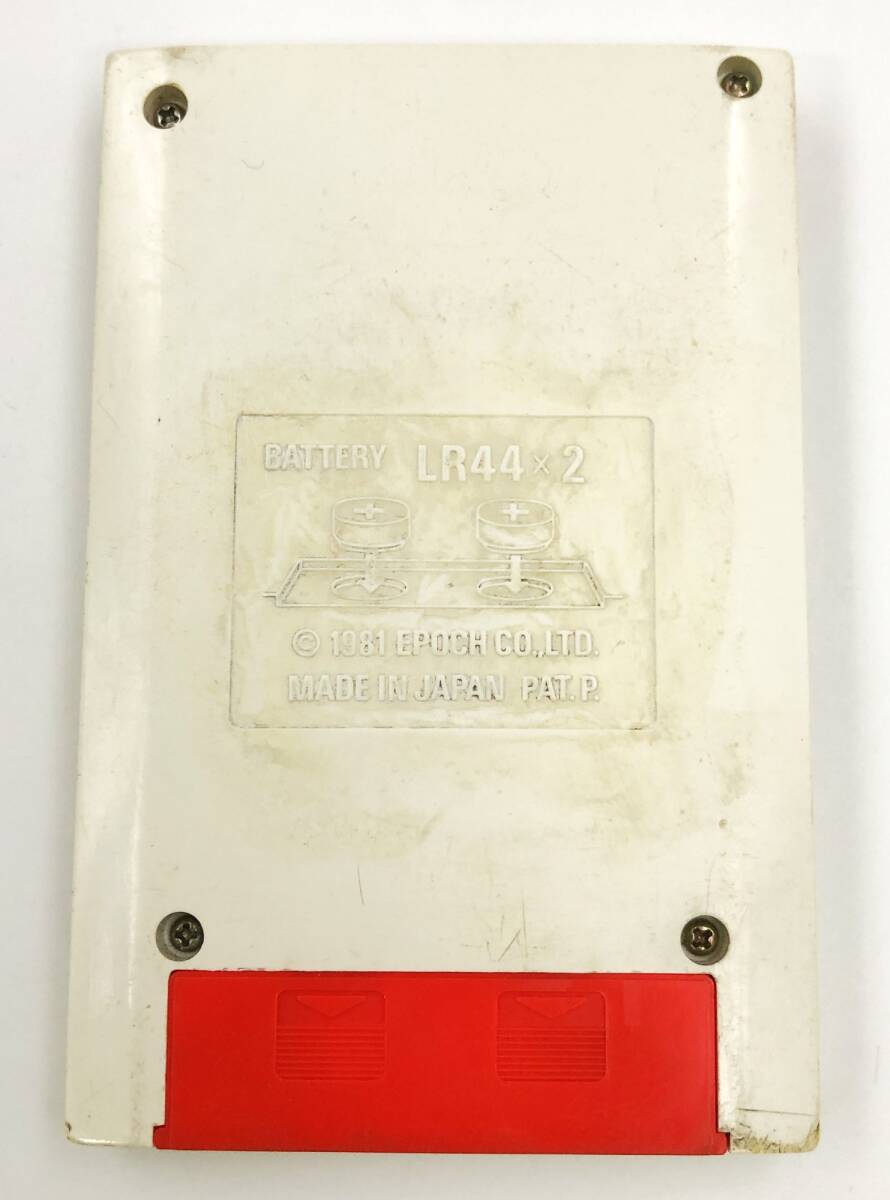 BATTERY LR44×2
+ +
© 1981 EPOCH CO.,LTD.
MADE IN JAPAN PAT.P.